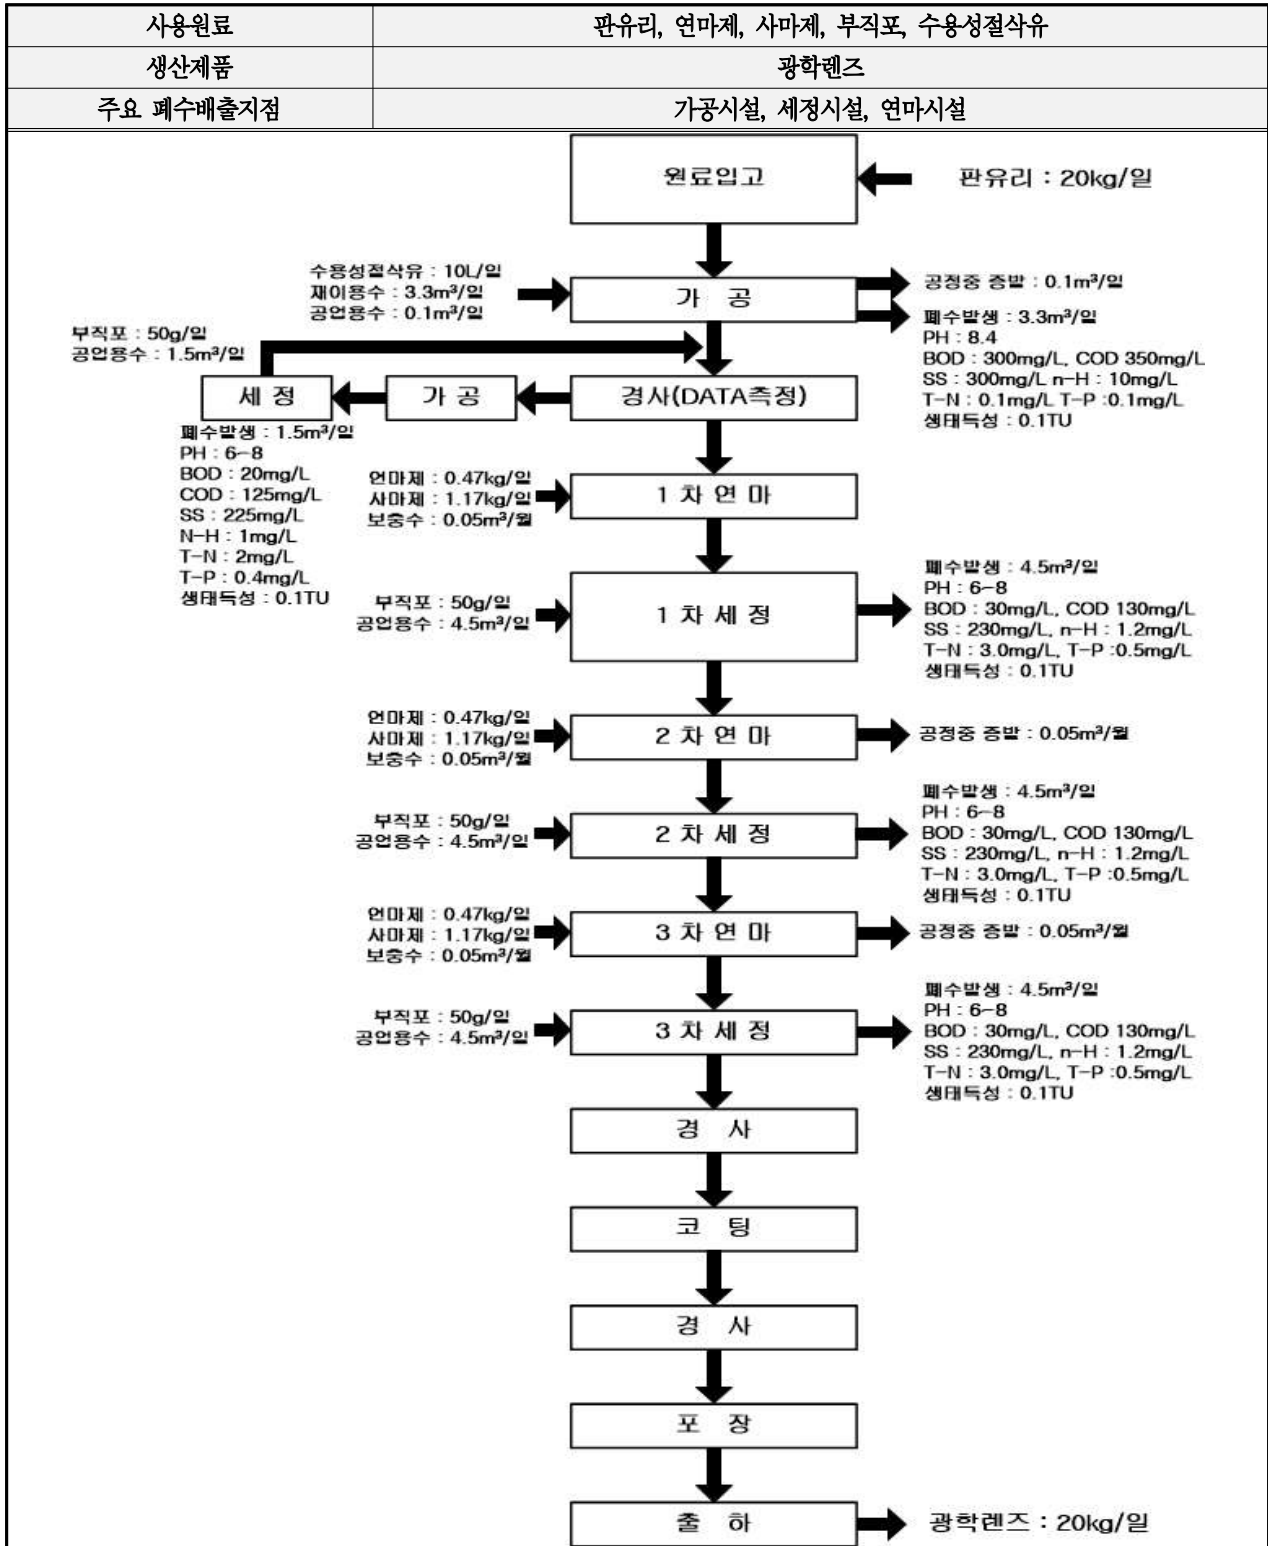 사용원료
판유리, 연마제, 사마제, 부직포, 수용성절삭유
생산제품
광학렌즈
주요 폐수배출지점
가공시설, 세정시설, 연마시설
원료입고
판유리 : 20kg/일
수용성절삭유 : 10L/일
재이용수 : 3.3m³/일
공업용수 : 0.1m³/일
가 공
공정중 증발 : 0.1m³/일
폐수발생 : 3.3m³/일
PH : 8.4
BOD : 300mg/L, COD 350mg/L
SS : 300mg/L n-H : 10mg/L
T-N : 0.1mg/L T-P :0.1mg/L
생태독성 : 0.1TU
부직포 : 50g/일
공업용수 : 1.5m³/일
세 정
가 공
경사(DATA측정)
폐수발생 : 1.5m³/일
PH : 6-8
BOD : 20mg/L
COD : 125mg/L
SS : 225mg/L
N-H : 1mg/L
T-N : 2mg/L
T-P : 0.4mg/L
생태독성 : 0.1TU
연마제 : 0.47kg/일
사마제 : 1.17kg/일
보충수 : 0.05m³/월
1 차 연 마
부직포 : 50g/일
공업용수 : 4.5m³/일
1 차 세 정
폐수발생 : 4.5m³/일
PH : 6-8
BOD : 30mg/L, COD 130mg/L
SS : 230mg/L, n-H : 1.2mg/L
T-N : 3.0mg/L, T-P :0.5mg/L
생태독성 : 0.1TU
연마제 : 0.47kg/일
사마제 : 1.17kg/일
보충수 : 0.05m³/월
2 차 연 마
공정중 증발 : 0.05m³/월
부직포 : 50g/일
공업용수 : 4.5m³/일
2 차 세 정
폐수발생 : 4.5m³/일
PH : 6-8
BOD : 30mg/L, COD 130mg/L
SS : 230mg/L, n-H : 1.2mg/L
T-N : 3.0mg/L, T-P :0.5mg/L
생태독성 : 0.1TU
연마제 : 0.47kg/일
사마제 : 1.17kg/일
보충수 : 0.05m³/월
3 차 연 마
공정중 증발 : 0.05m³/월
부직포 : 50g/일
공업용수 : 4.5m³/일
3 차 세 정
폐수발생 : 4.5m³/일
PH : 6-8
BOD : 30mg/L, COD 130mg/L
SS : 230mg/L, n-H : 1.2mg/L
T-N : 3.0mg/L, T-P :0.5mg/L
생태독성 : 0.1TU
경 사
코 팅
경 사
포 장
출 하
광학렌즈 : 20kg/일